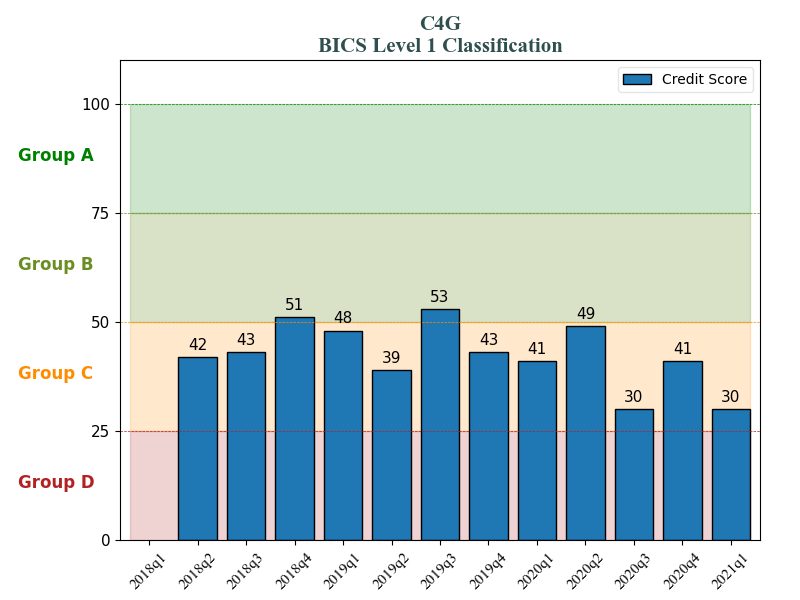 C4G
BICS Level 1 Classification
Credit Score
100
Group A
75
Group B
50
Group C
25
Group D
0
42
43
51
48
39
53
43
41
49
30
41
30
2018q1
2018q2
2018q3
2018q4
2019q1
2019q2
2019q3
2019q4
2020q1
2020q2
2020q3
2020q4
2021q1